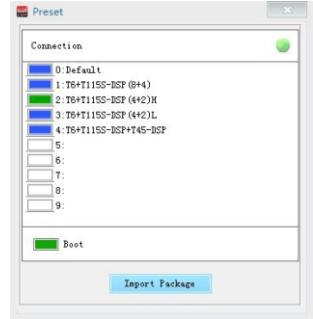 Preset
Connection
0:Default
1:T6+T115S-DSP(8+4)
2:T6+T115S-DSP(4+2)H
3:T6+T115S-DSP(4+2)L
4:T6+T115S-DSP+T45-DSP
5:
6:
7:
8:
9:
Boot
Import Package